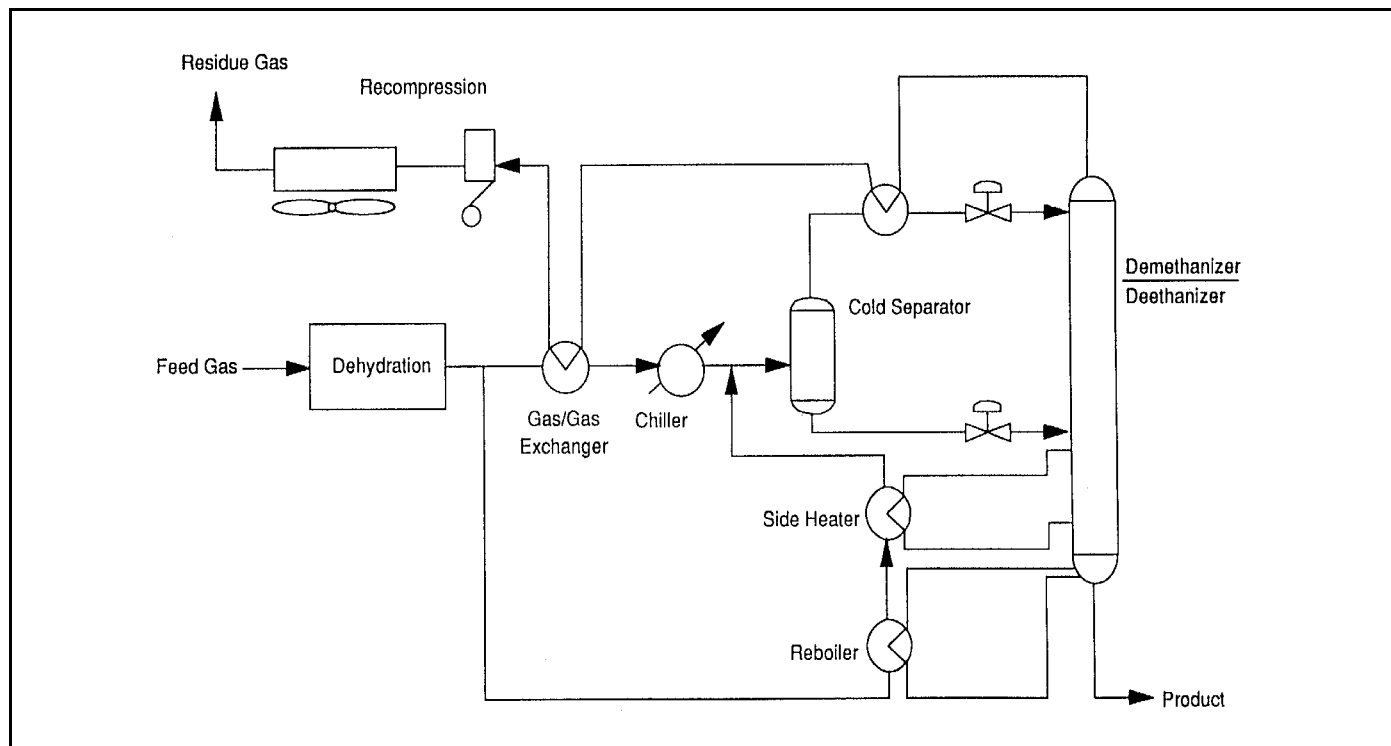 Residue Gas
Recompression
Demethanizer
Deethanizer
Cold Separator
Feed Gas
Dehydration
Gas/Gas
Exchanger
Chiller
Side Heater
Reboiler
Product